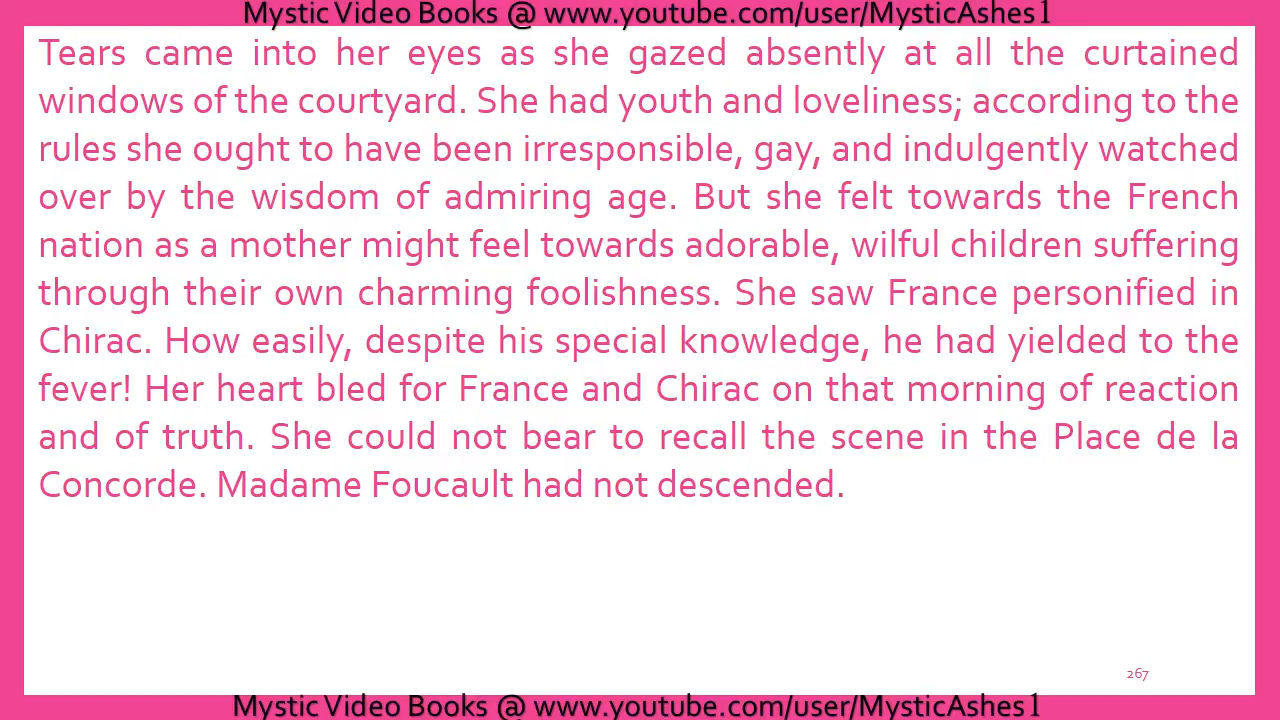 Mystic Video Books @ www.youtube.com/user/MysticAshes1
Tears came into her eyes as she gazed absently at all the curtained
windows of the courtyard. She had youth and loveliness; according to the
rules she ought to have been irresponsible, gay, and indulgently watched
over by the wisdom of admiring age. But she felt towards the French
nation as a mother might feel towards adorable, wilful children suffering
through their own charming foolishness. She saw France personified in
Chirac. How easily, despite his special knowledge, he had yielded to the
fever! Her heart bled for France and Chirac on that morning of reaction
and of truth. She could not bear to recall the scene in the Place de la
Concorde. Madame Foucault had not descended.
267
Mystic Video Books @ www.youtube.com/user/MysticAshes1